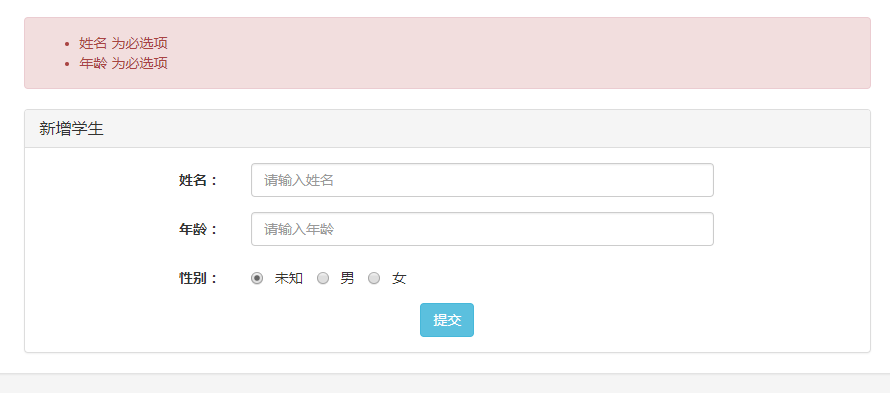 姓名 为必选项
年龄 为必选项
新增学生
姓名： 请输入姓名
年龄： 请输入年龄
性别： 未知 男 女
提交